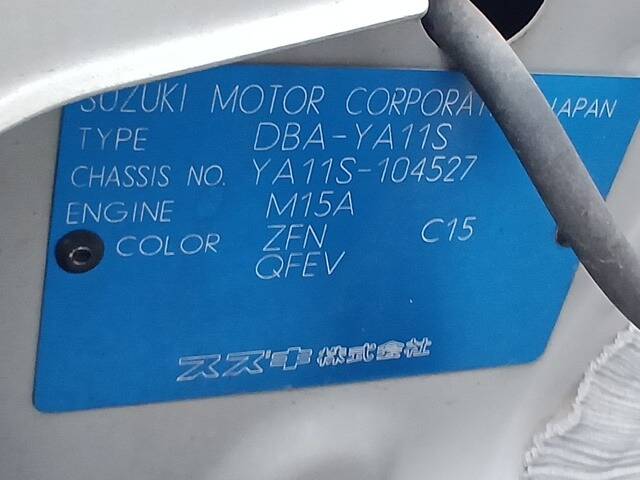 SUZUKI MOTOR CORPORAT JAPAN
TYPE DBA-YA11S
CHASSIS NO. YA11S-104527
ENGINE M15A
COLOR ZFN C15
QFEV
スズキ株式会社